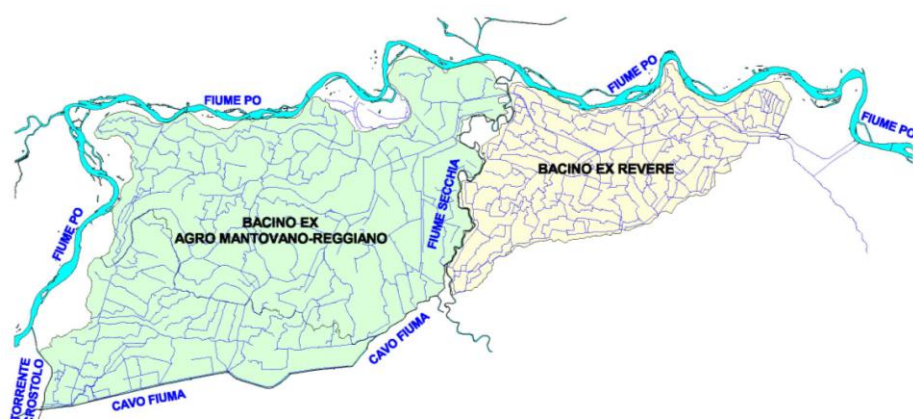 FIUME PO
FIUME PO
FIUME PO
FIUME PO
BACINO EX REVERE
FIUME SECCHIA
BACINO EX
AGRO MANTOVANO-REGGIANO
CAVO FIUMA
CAVO FIUMA
TORRENTE
CROSTOLO